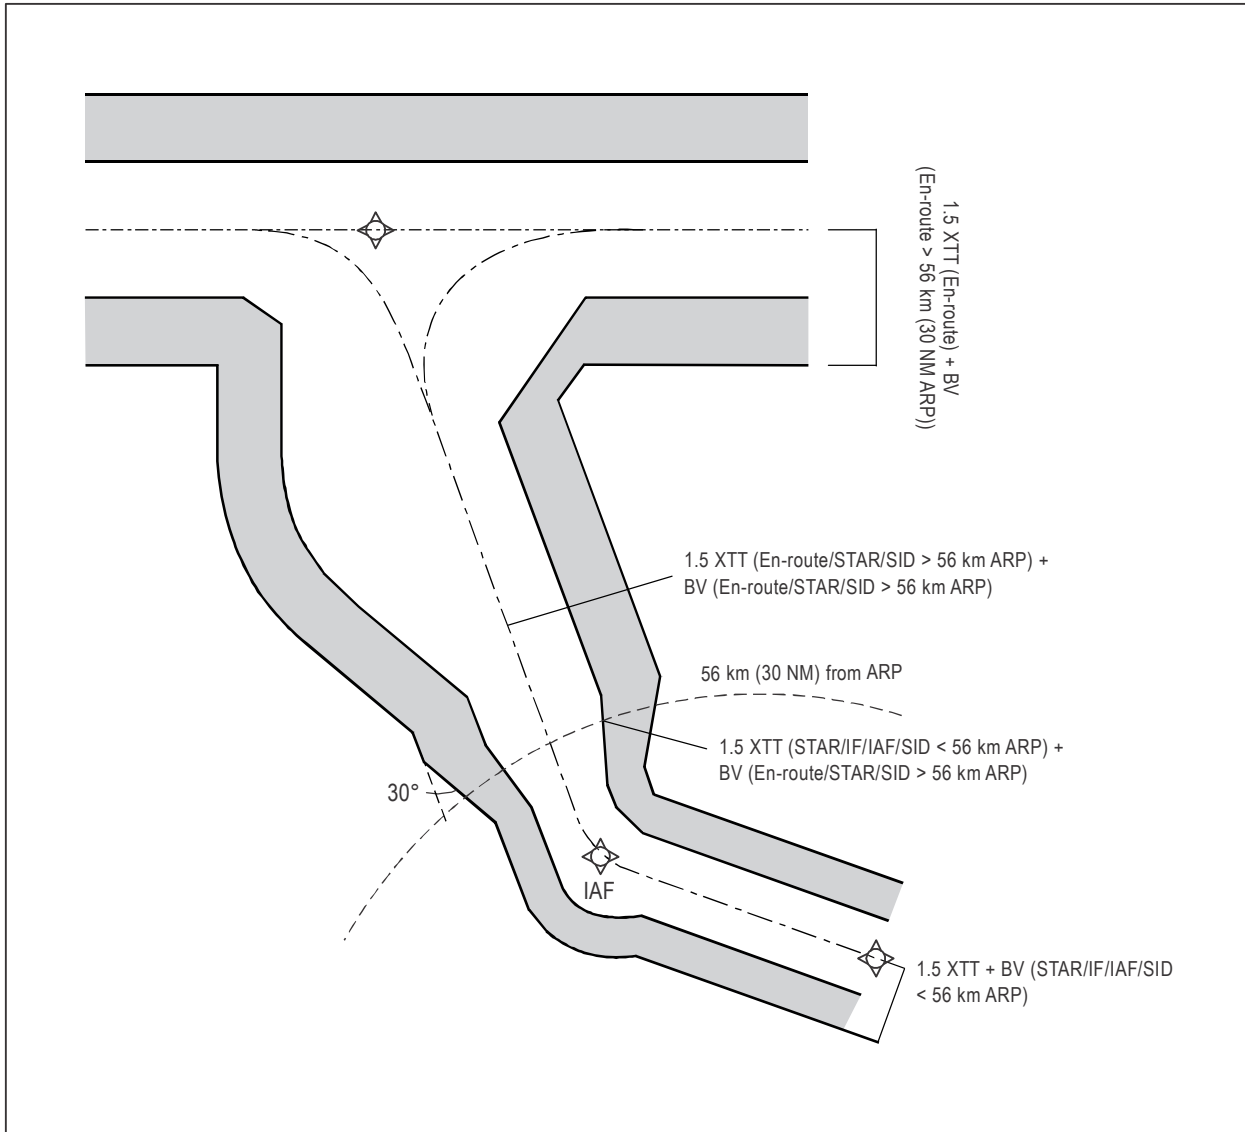 1.5 XTT (En-route) + BV
(En-route > 56 km (30 NM ARP))
1.5 XTT (En-route/STAR/SID > 56 km ARP) +
BV (En-route/STAR/SID > 56 km ARP)
56 km (30 NM) from ARP
1.5 XTT (STAR/IF/IAF/SID < 56 km ARP) +
BV (En-route/STAR/SID > 56 km ARP)
30°
IAF
1.5 XTT + BV (STAR/IF/IAF/SID
< 56 km ARP)